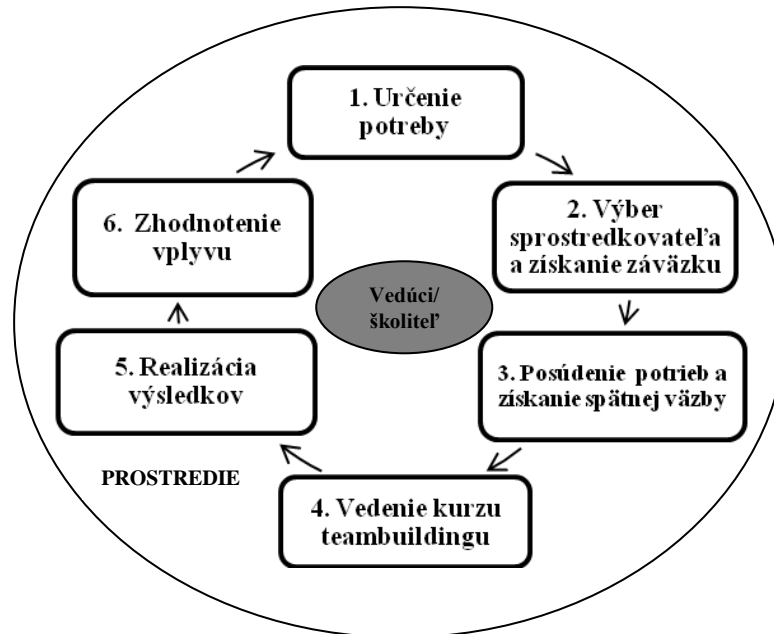 1. Určenie
potreby
2. Výber
sprostredkovateľa
a získanie záväzku
3. Posúdenie potrieb a
získanie spätnej väzby
4. Vedenie kurzu
teambuildingu
5. Realizácia
výsledkov
6. Zhodnotenie
vplyvu
Vedúci/
školiteľ
PROSTREDIE